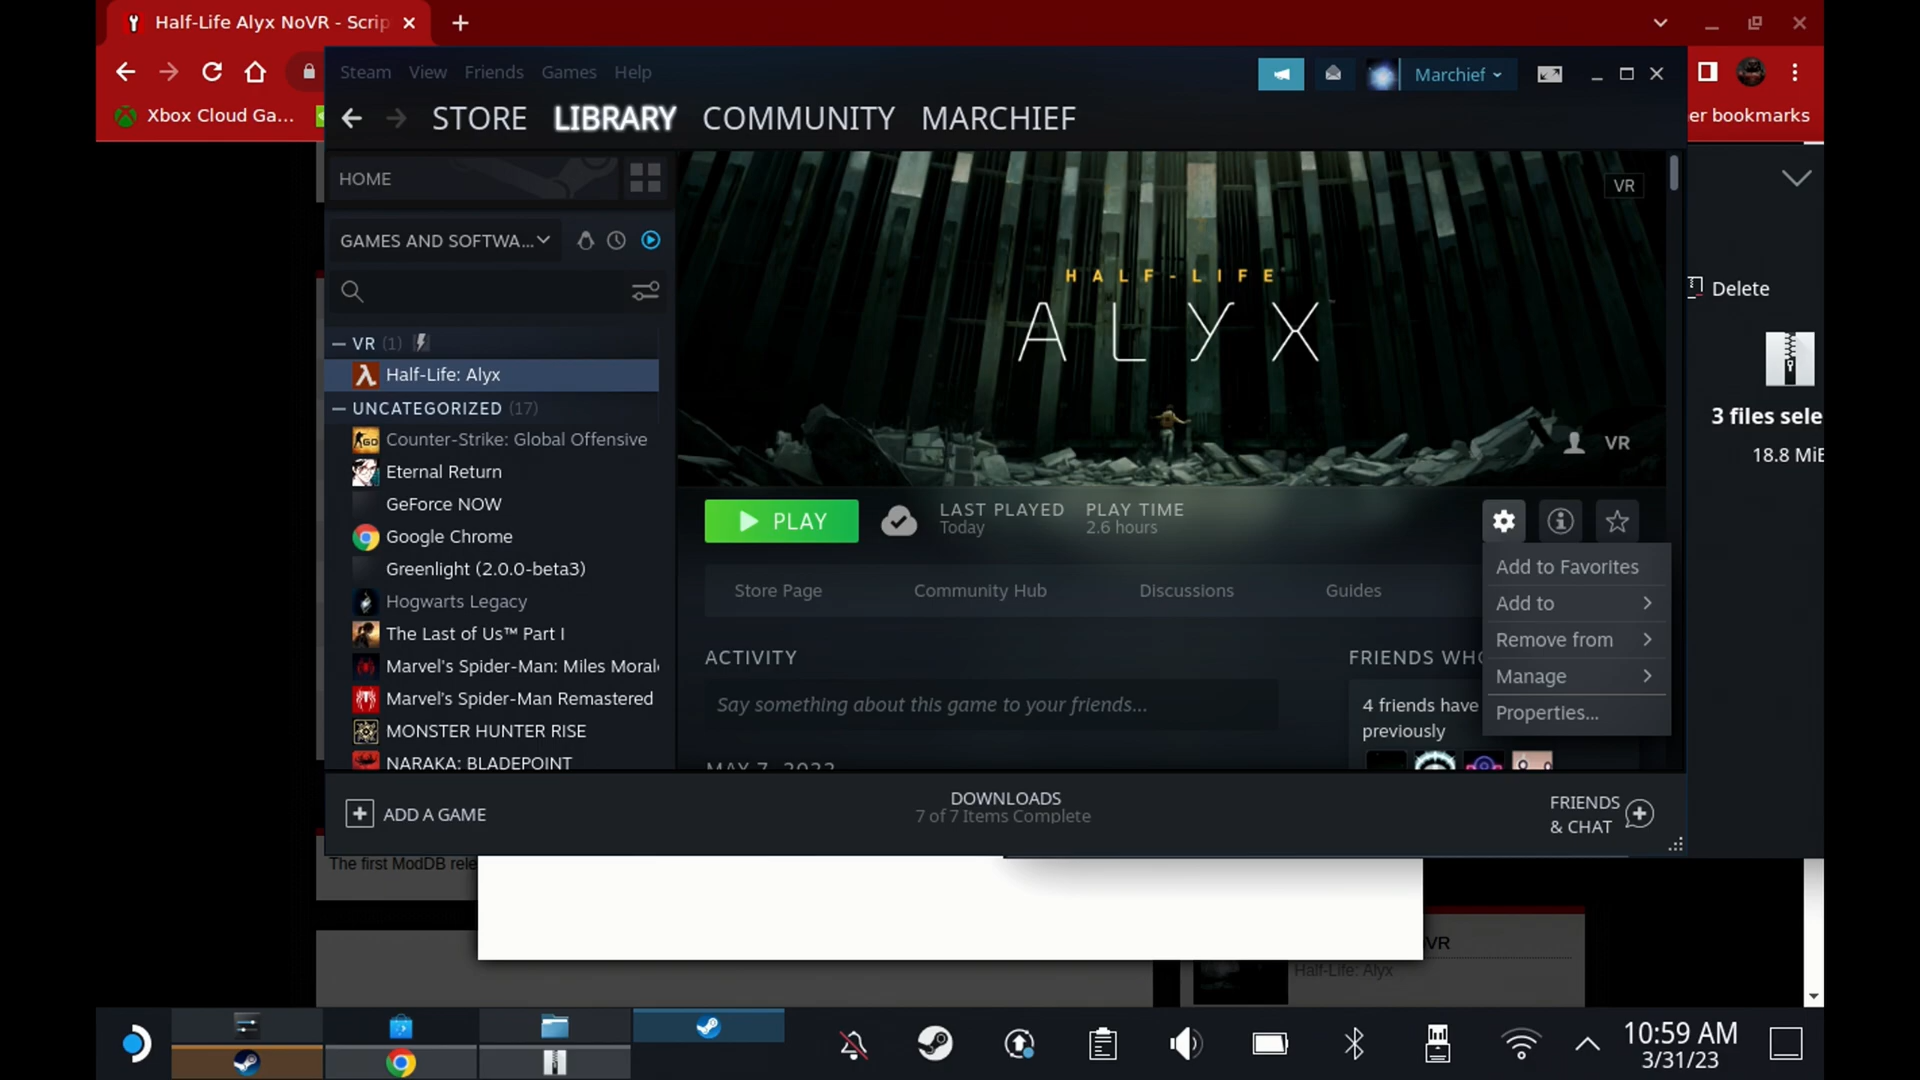 Half-Life Alyx NoVR - Scrip
Steam View Friends Games Help
Marchief
Xbox Cloud Ga...
er bookmarks
STORE LIBRARY COMMUNITY MARCHIEF
HOME
VR
GAMES AND SOFTWA...
HALF-LIFE
ALYX
Delete
VR (1)
Half-Life: Alyx
UNCATEGORIZED (17)
3 files sele
Counter-Strike: Global Offensive
VR
18.8 MiB
Eternal Return
GeForce NOW
Google Chrome
Greenlight (2.0.0-beta3)
Hogwarts Legacy
The Last of Us™ Part I
Marvel's Spider-Man: Miles Moral
Marvel's Spider-Man Remastered
MONSTER HUNTER RISE
NARAKA: BLADEPOINT
PLAY
LAST PLAYED
Today
PLAY TIME
2.6 hours
Store Page
Community Hub
Discussions
Guides
Add to Favorites
Add to
Remove from
Manage
Properties...
ACTIVITY
Say something about this game to your friends...
FRIENDS WHO
4 friends have
previously
ADD A GAME
DOWNLOADS
7 of 7 Items Complete
FRIENDS
& CHAT
The first ModDB rele
VR
Half-Life: Alyx
10:59 AM
3/31/23